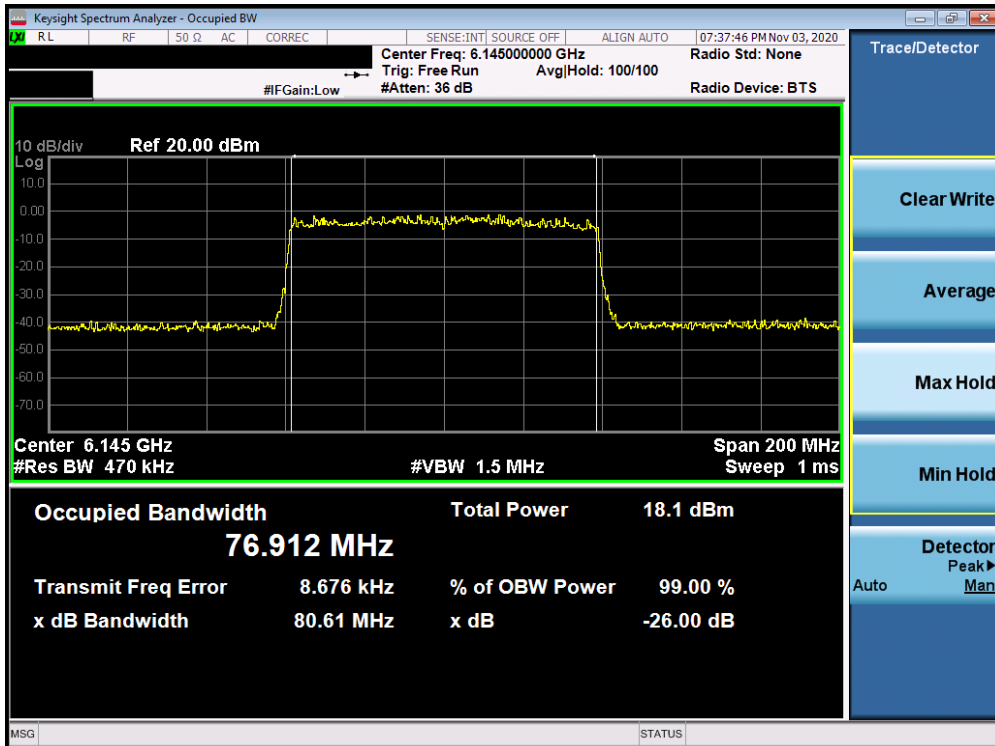 Keysight Spectrum Analyzer - Occupied BW
LXI RL RF 50 Ω AC CORREC SENSE:INT SOURCE OFF ALIGN AUTO 07:37:46 PM Nov 03, 2020
Center Freq: 6.145000000 GHz Radio Std: None
Trig: Free Run Avg|Hold: 100/100
#IFGain:Low #Atten: 36 dB Radio Device: BTS
10 dB/div Ref 20.00 dBm
Log
10.0
0.00
-10.0
-20.0
-30.0
-40.0
-50.0
-60.0
-70.0
Center 6.145 GHz Span 200 MHz
#Res BW 470 kHz #VBW 1.5 MHz Sweep 1 ms
Occupied Bandwidth Total Power 18.1 dBm
76.912 MHz
Transmit Freq Error 8.676 kHz % of OBW Power 99.00 %
x dB Bandwidth 80.61 MHz x dB -26.00 dB
MSG STATUS
Trace/Detector
Clear Write
Average
Max Hold
Min Hold
Detector
Peak▶
Auto Man